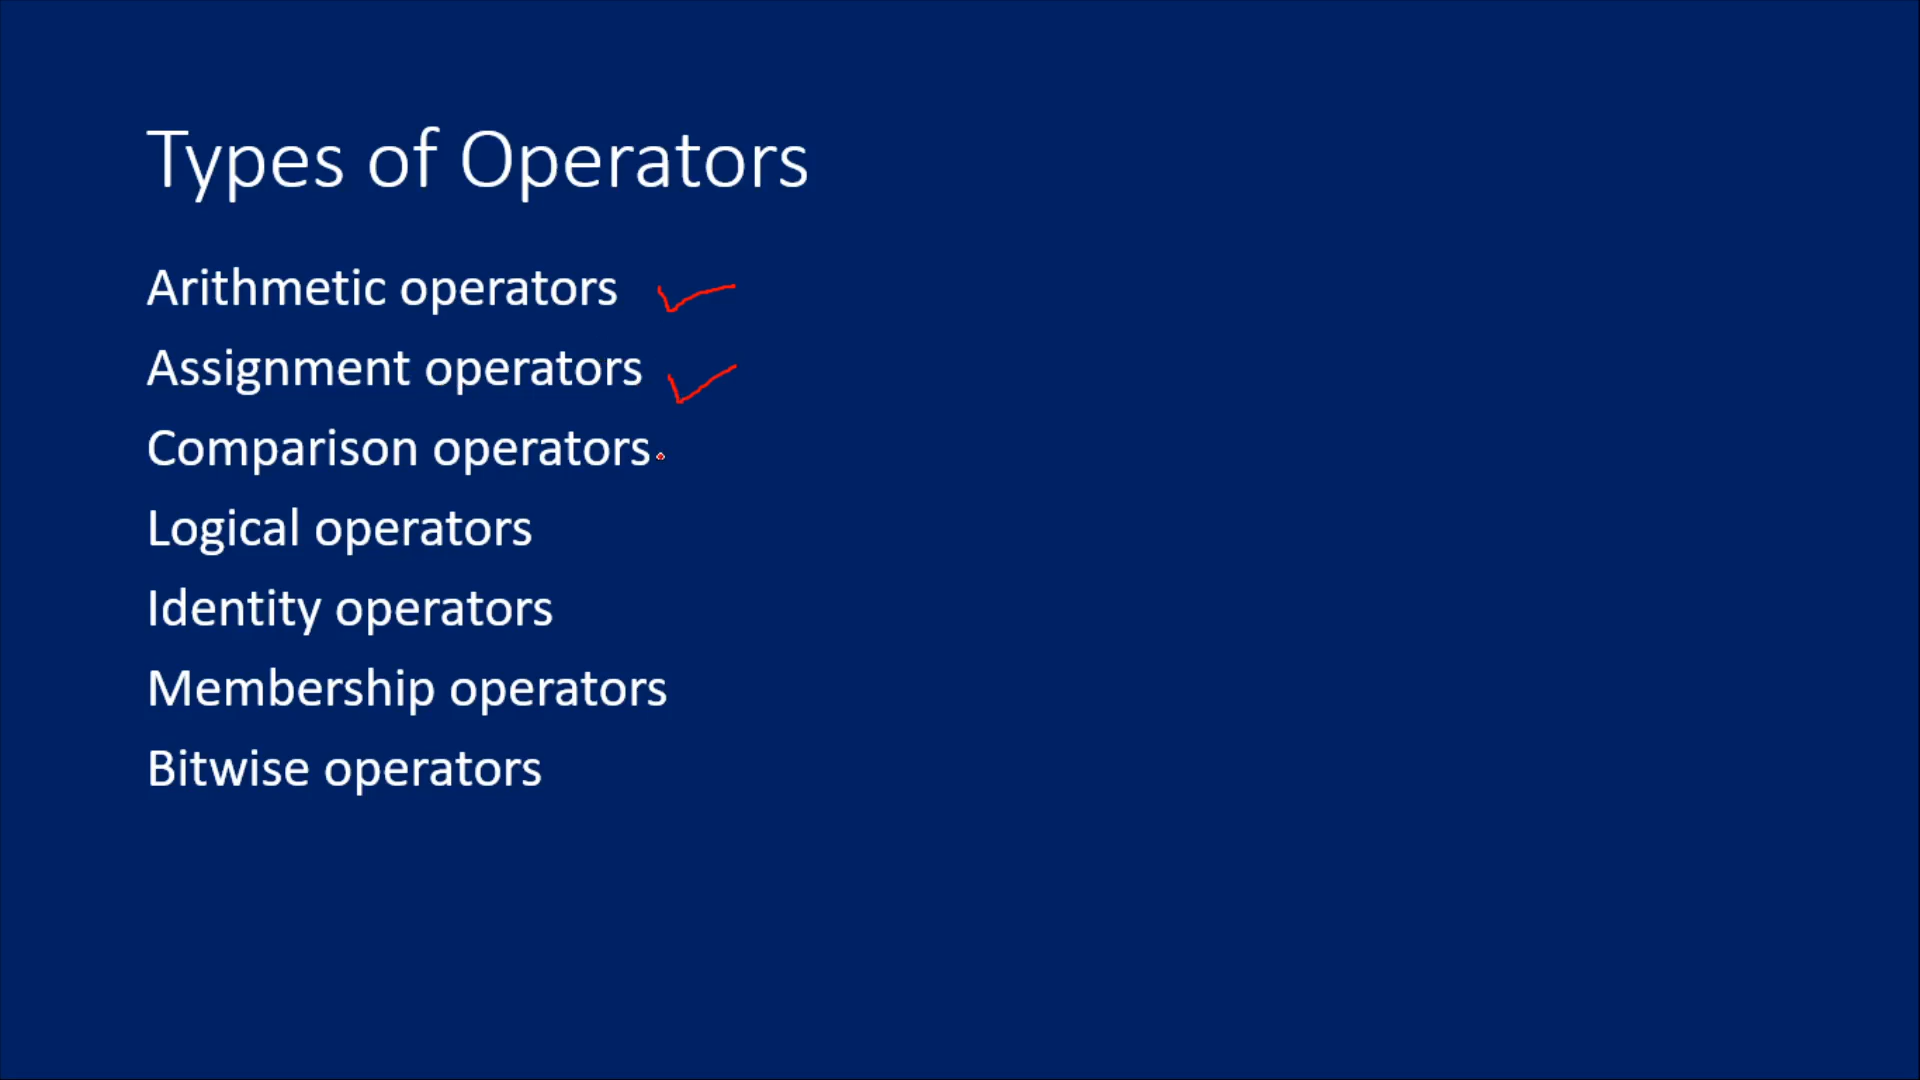 Types of Operators
Arithmetic operators
Assignment operators
Comparison operators
Logical operators
Identity operators
Membership operators
Bitwise operators